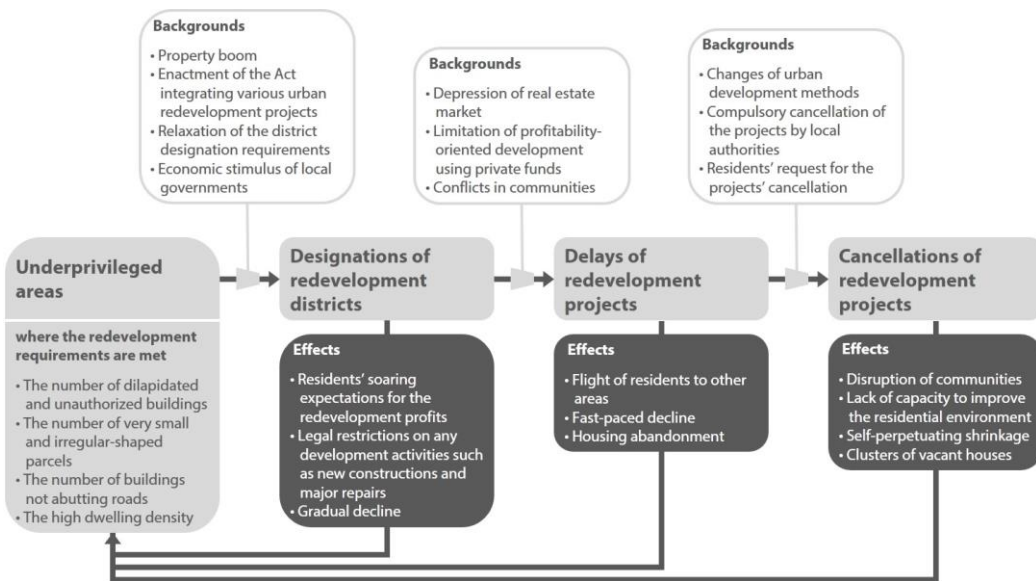 Backgrounds
• Property boom
• Enactment of the Act
integrating various urban
redevelopment projects
• Relaxation of the district
designation requirements
• Economic stimulus of local
governments
Backgrounds
• Depression of real estate
market
• Limitation of profitability-
oriented development
using private funds
• Conflicts in communities
Backgrounds
• Changes of urban
development methods
• Compulsory cancellation
of the projects by local
authorities
• Residents' request for the
projects' cancellation
Underprivileged
areas
where the redevelopment
requirements are met
• The number of dilapidated
and unauthorized buildings
• The number of very small
and irregular-shaped
parcels
• The number of buildings
not abutting roads
• The high dwelling density
Designations of
redevelopment
districts
Effects
• Residents' soaring
expectations for the
redevelopment profits
• Legal restrictions on any
development activities such
as new constructions and
major repairs
• Gradual decline
Delays of
redevelopment
projects
Effects
• Flight of residents to other
areas
• Fast-paced decline
• Housing abandonment
Cancellations of
redevelopment
projects
Effects
• Disruption of communities
• Lack of capacity to improve
the residential environment
• Self-perpetuating shrinkage
• Clusters of vacant houses